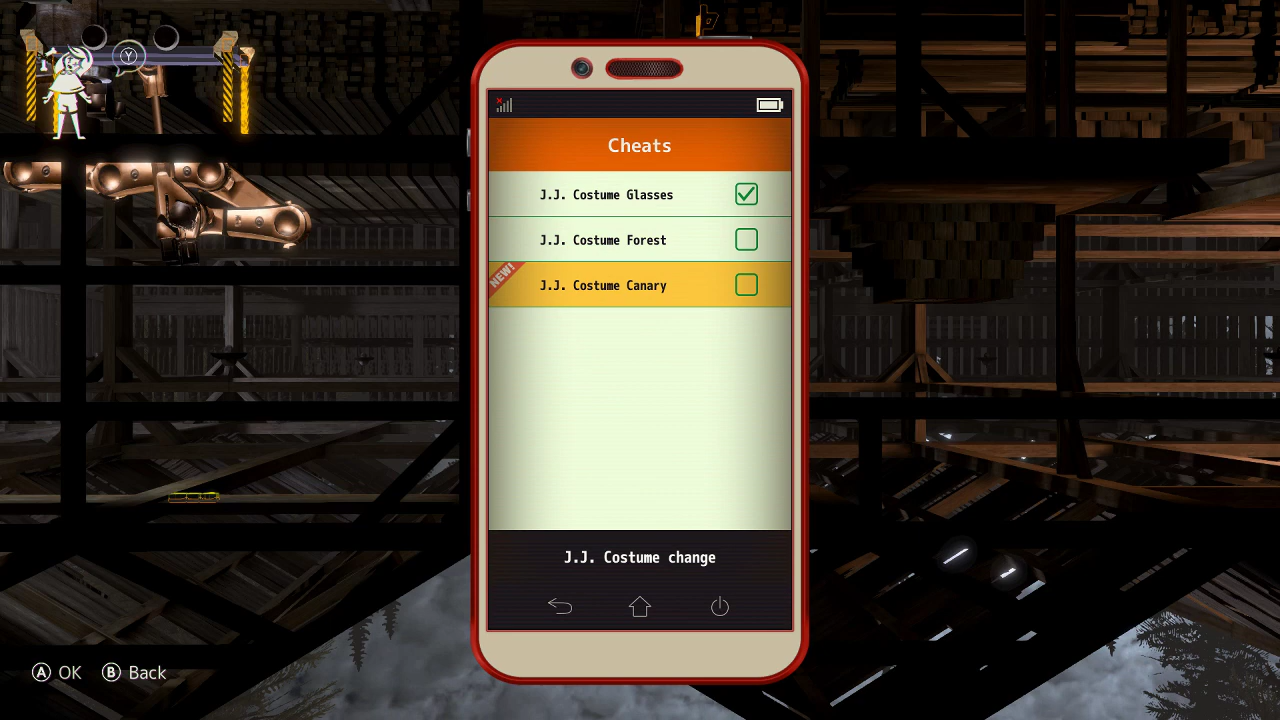 Y
Cheats
J.J. Costume Glasses
J.J. Costume Forest
NEW!
J.J. Costume Canary
J.J. Costume change
A OK B Back